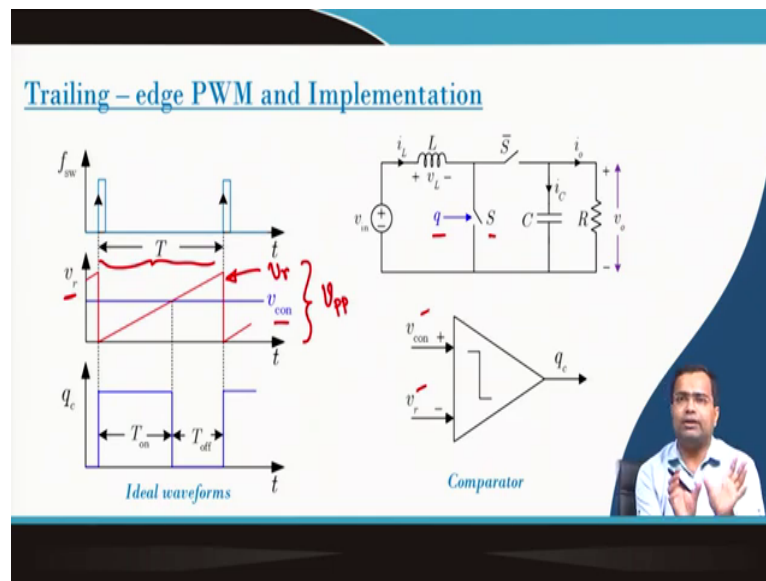 Trailing – edge PWM and Implementation
f_sw
t
T
v_r
v_r
v_con
v_pp
t
q_c
T_on
T_off
t
Ideal waveforms
i_L
L
S̄
i_o
+ v_L −
+
i_C
v_in
q
S
C
R
v_o
−
v_con +
q_c
v_r −
Comparator